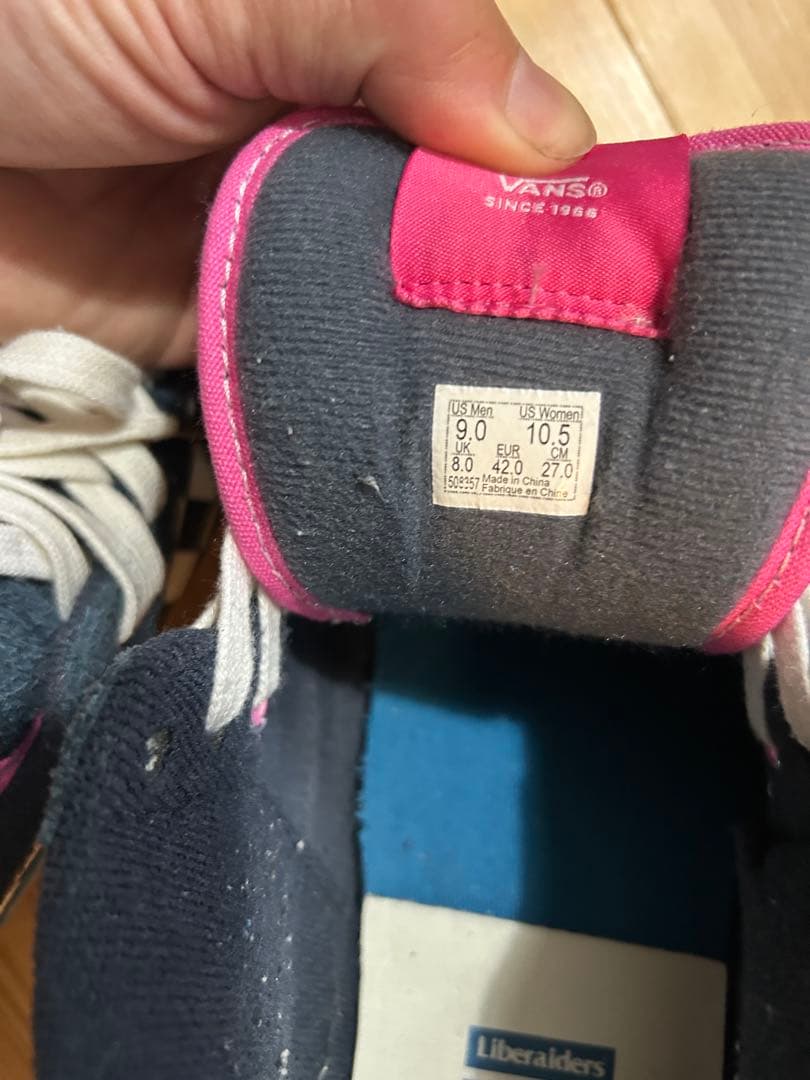 VANS®
SINCE 1966
US Men US Women
9.0 10.5
UK EUR CM
8.0 42.0 27.0
508357 Made in China
Fabrique en Chine
Liberaiders